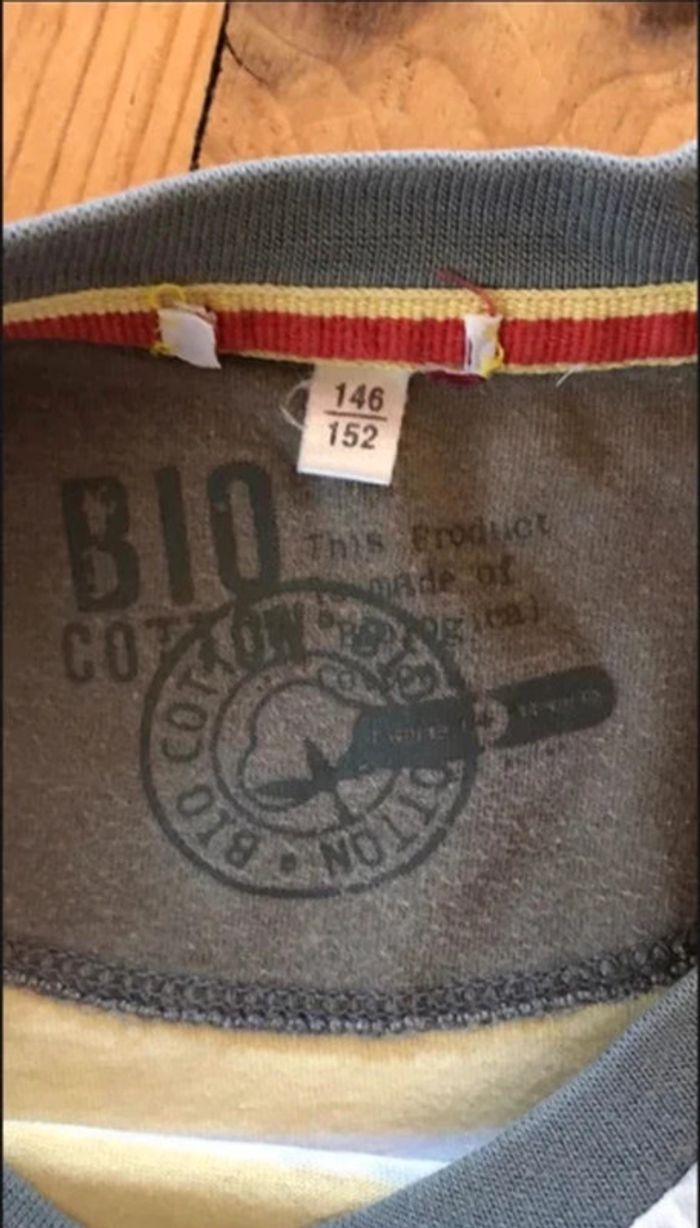 146
152
BIO
COTTON
This Product
made of
BIO COTTON • BIO COTTON •